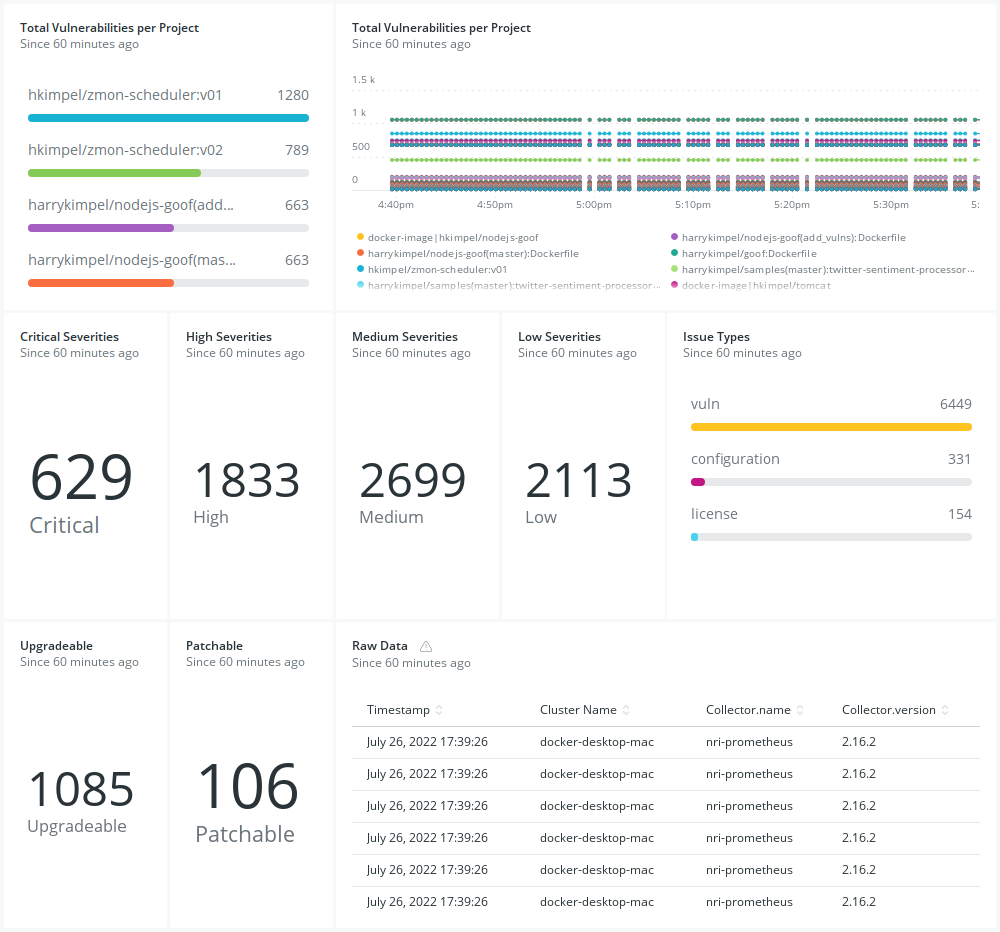 Total Vulnerabilities per Project
Since 60 minutes ago
hkimpel/zmon-scheduler:v01 1280
hkimpel/zmon-scheduler:v02 789
harrykimpel/nodejs-goof(add... 663
harrykimpel/nodejs-goof(mas... 663
Total Vulnerabilities per Project
Since 60 minutes ago
1.5 k
1 k
500
0
4:40pm 4:50pm 5:00pm 5:10pm 5:20pm 5:30pm 5:
docker-image|hkimpel/nodejs-goof
harrykimpel/nodejs-goof(master):Dockerfile
hkimpel/zmon-scheduler:v01
harrykimpel/samples(master):twitter-sentiment-processor...
harrykimpel/nodejs-goof(add_vulns):Dockerfile
harrykimpel/goof:Dockerfile
harrykimpel/samples(master):twitter-sentiment-processor...
docker-image|hkimpel/tomcat
Critical Severities
Since 60 minutes ago
629
Critical
High Severities
Since 60 minutes ago
1833
High
Medium Severities
Since 60 minutes ago
2699
Medium
Low Severities
Since 60 minutes ago
2113
Low
Issue Types
Since 60 minutes ago
vuln 6449
configuration 331
license 154
Upgradeable
Since 60 minutes ago
1085
Upgradeable
Patchable
Since 60 minutes ago
106
Patchable
Raw Data
Since 60 minutes ago
Timestamp Cluster Name Collector.name Collector.version
July 26, 2022 17:39:26 docker-desktop-mac nri-prometheus 2.16.2
July 26, 2022 17:39:26 docker-desktop-mac nri-prometheus 2.16.2
July 26, 2022 17:39:26 docker-desktop-mac nri-prometheus 2.16.2
July 26, 2022 17:39:26 docker-desktop-mac nri-prometheus 2.16.2
July 26, 2022 17:39:26 docker-desktop-mac nri-prometheus 2.16.2
July 26, 2022 17:39:26 docker-desktop-mac nri-prometheus 2.16.2